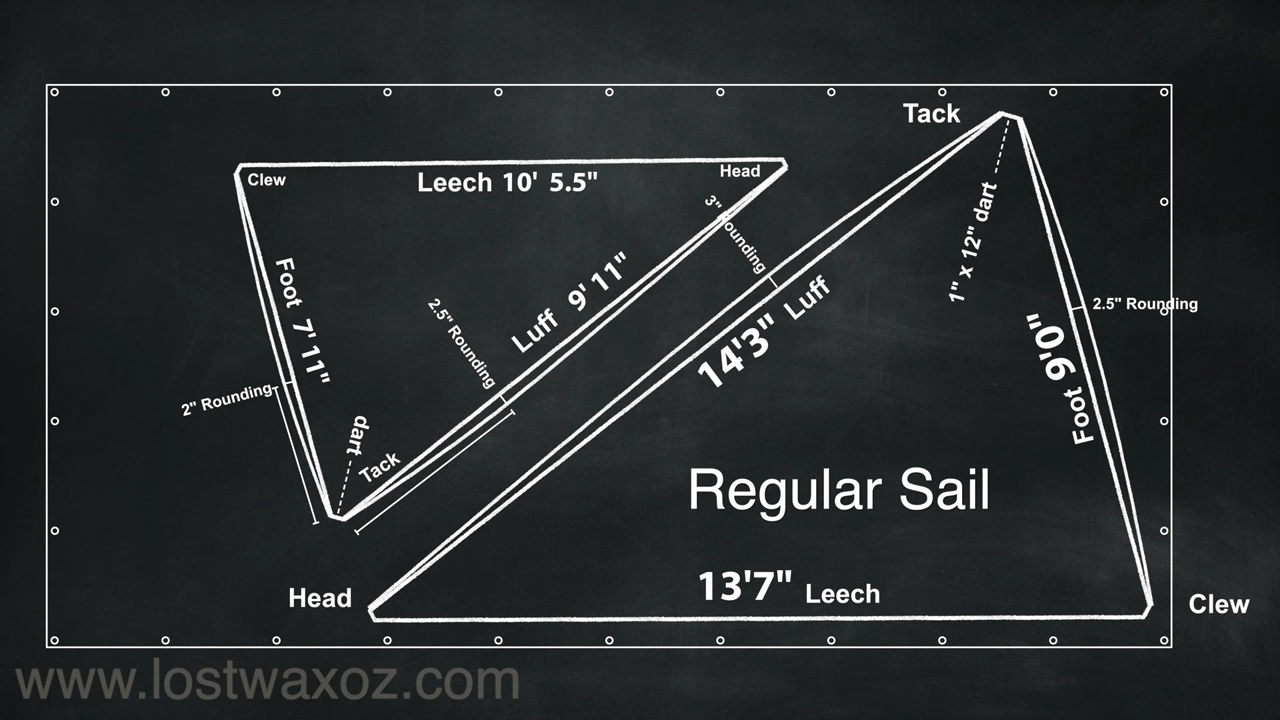 Tack
Clew
Leech 10' 5.5"
Head
3" Rounding
1" x 12" dart
Foot 7' 11"
Luff 9' 11"
2.5" Rounding
14'3" Luff
2.5" Rounding
Foot 9'0"
2" Rounding
dart
Tack
Regular Sail
Head
13'7" Leech
Clew
www.lostwaxoz.com